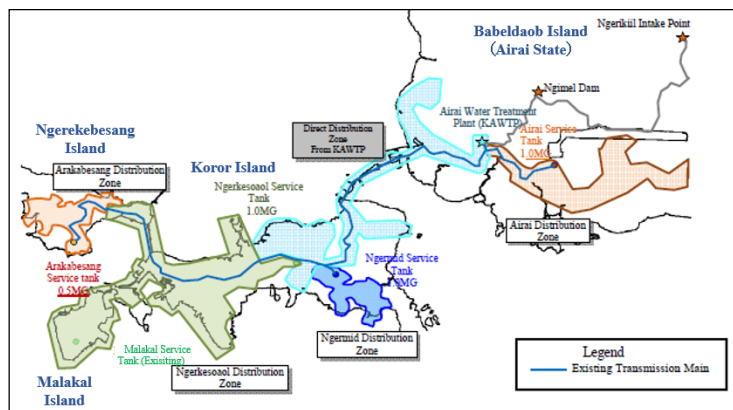 Babeldaob Island
(Airai State)
Ngerikiil Intake Point
Ngimel Dam
Airai Water Treatment
Plant (KAWTP)
Airai Service
Tank
1.0MG
Direct Distribution
Zone
From KAWTP
Ngerekebesang
Island
Arakabesang Distribution
Zone
Koror Island
Ngerkesoaol Service
Tank
1.0MG
Airai Distribution
Zone
Arakabesang
Service tank
0.5MG
Ngermid Service
Tank
Malakal Service
Tank (Exisiting)
Ngerkesoaol Distribution
Zone
Ngermid Distribution
Zone
Malakal
Island
Legend
Existing Transmission Main